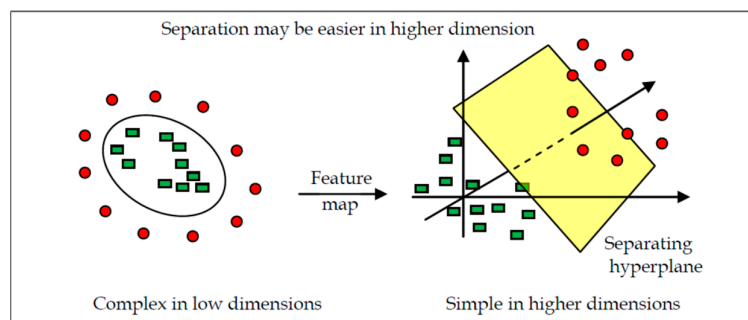 Separation may be easier in higher dimension
Feature
map
Separating
hyperplane
Complex in low dimensions
Simple in higher dimensions